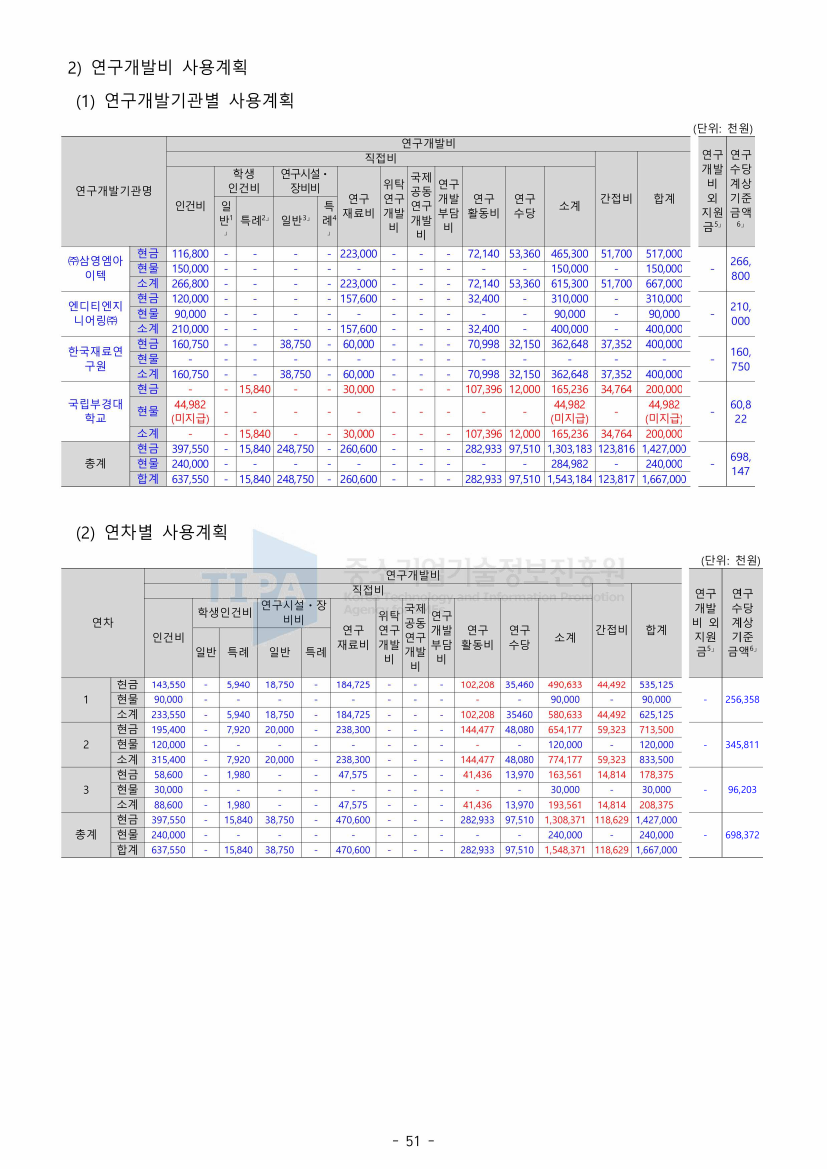 2) 연구개발비 사용계획
(1) 연구개발기관별 사용계획
(단위: 천원)
연구개발기관명 연구개발비 연구개발비 외 지원금5」 연구수당 계상기준 금액6」
직접비 간접비 합계
인건비 학생인건비 연구시설·장비비 연구재료비 위탁연구개발비 국제공동연구개발비 연구개발부담비 연구활동비 연구수당 소계
일반1」 특례2」 일반3」 특례4」
㈜삼영엠아이텍 현금 116,800 - - - - 223,000 - - - 72,140 53,360 465,300 51,700 517,000 - 266,800
현물 150,000 - - - - - - - - - - 150,000 - 150,000
소계 266,800 - - - - 223,000 - - - 72,140 53,360 615,300 51,700 667,000
엔디티엔지니어링㈜ 현금 120,000 - - - - 157,600 - - - 32,400 - 310,000 - 310,000 - 210,000
현물 90,000 - - - - - - - - - - 90,000 - 90,000
소계 210,000 - - - - 157,600 - - - 32,400 - 400,000 - 400,000
한국재료연구원 현금 160,750 - - 38,750 - 60,000 - - - 70,998 32,150 362,648 37,352 400,000 - 160,750
현물 - - - - - - - - - - - - - -
소계 160,750 - - 38,750 - 60,000 - - - 70,998 32,150 362,648 37,352 400,000
국립부경대학교 현금 - - 15,840 - - 30,000 - - - 107,396 12,000 165,236 34,764 200,000 - 60,822
현물 44,982 (미지급) - - - - - - - - - - 44,982 (미지급) - 44,982 (미지급)
소계 - - 15,840 - - 30,000 - - - 107,396 12,000 165,236 34,764 200,000
총계 현금 397,550 - 15,840 248,750 - 260,600 - - - 282,933 97,510 1,303,183 123,816 1,427,000 - 698,147
현물 240,000 - - - - - - - - - - 284,982 - 240,000
합계 637,550 - 15,840 248,750 - 260,600 - - - 282,933 97,510 1,543,184 123,817 1,667,000
(2) 연차별 사용계획
(단위: 천원)
TIPA 중소기업기술정보진흥원
Korea Technology and Information Promotion
연차 연구개발비 연구개발비 외 지원금5」 연구수당 계상기준 금액6」
직접비 간접비 합계
인건비 학생인건비 연구시설·장비비 연구재료비 위탁연구개발비 국제공동연구개발비 연구개발부담비 연구활동비 연구수당 소계
일반 특례 일반 특례
1 현금 143,550 - 5,940 18,750 - 184,725 - - - 102,208 35,460 490,633 44,492 535,125 - 256,358
현물 90,000 - - - - - - - - - - 90,000 - 90,000
소계 233,550 - 5,940 18,750 - 184,725 - - - 102,208 35460 580,633 44,492 625,125
2 현금 195,400 - 7,920 20,000 - 238,300 - - - 144,477 48,080 654,177 59,323 713,500 - 345,811
현물 120,000 - - - - - - - - - - 120,000 - 120,000
소계 315,400 - 7,920 20,000 - 238,300 - - - 144,477 48,080 774,177 59,323 833,500
3 현금 58,600 - 1,980 - - 47,575 - - - 41,436 13,970 163,561 14,814 178,375 - 96,203
현물 30,000 - - - - - - - - - - 30,000 - 30,000
소계 88,600 - 1,980 - - 47,575 - - - 41,436 13,970 193,561 14,814 208,375
총계 현금 397,550 - 15,840 38,750 - 470,600 - - - 282,933 97,510 1,308,371 118,629 1,427,000 - 698,372
현물 240,000 - - - - - - - - - - 240,000 - 240,000
합계 637,550 - 15,840 38,750 - 470,600 - - - 282,933 97,510 1,548,371 118,629 1,667,000
- 51 -